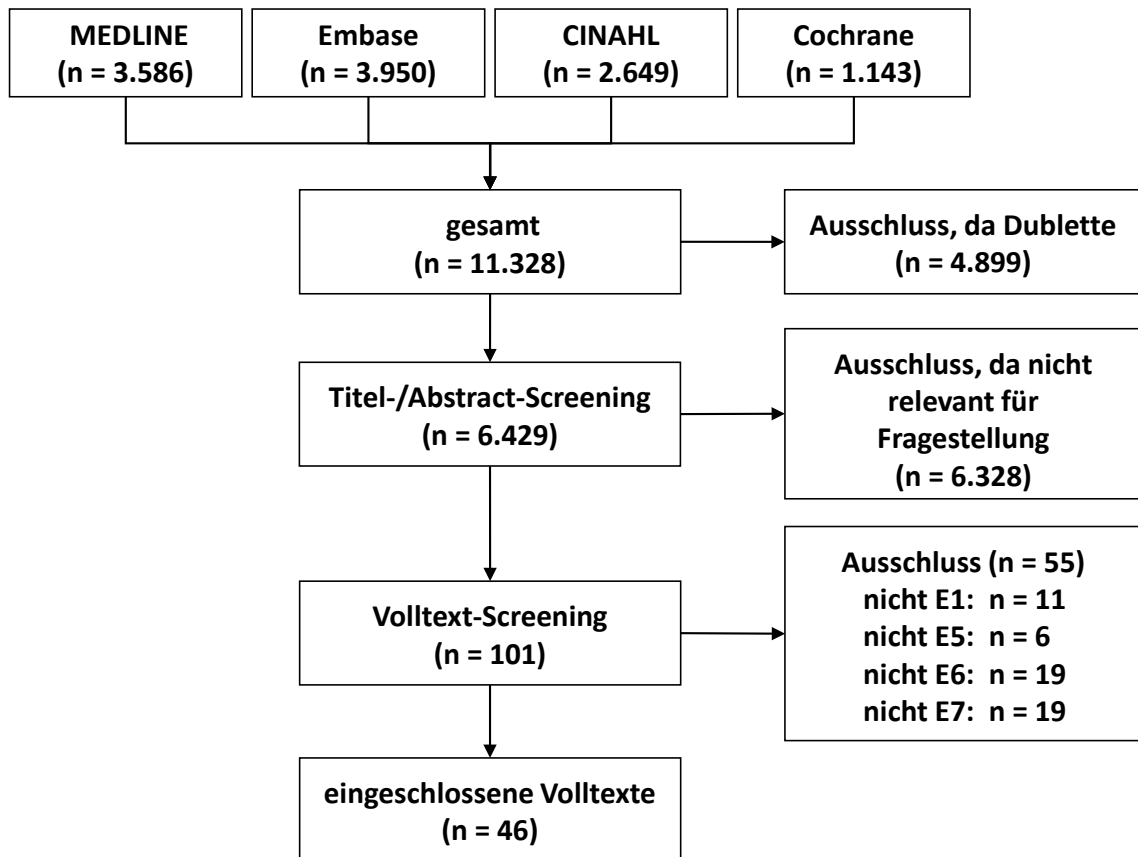 MEDLINE
(n = 3.586)
Embase
(n = 3.950)
CINAHL
(n = 2.649)
Cochrane
(n = 1.143)
gesamt
(n = 11.328)
Ausschluss, da Dublette
(n = 4.899)
Titel-/Abstract-Screening
(n = 6.429)
Ausschluss, da nicht
relevant für
Fragestellung
(n = 6.328)
Volltext-Screening
(n = 101)
Ausschluss (n = 55)
nicht E1: n = 11
nicht E5: n = 6
nicht E6: n = 19
nicht E7: n = 19
eingeschlossene Volltexte
(n = 46)